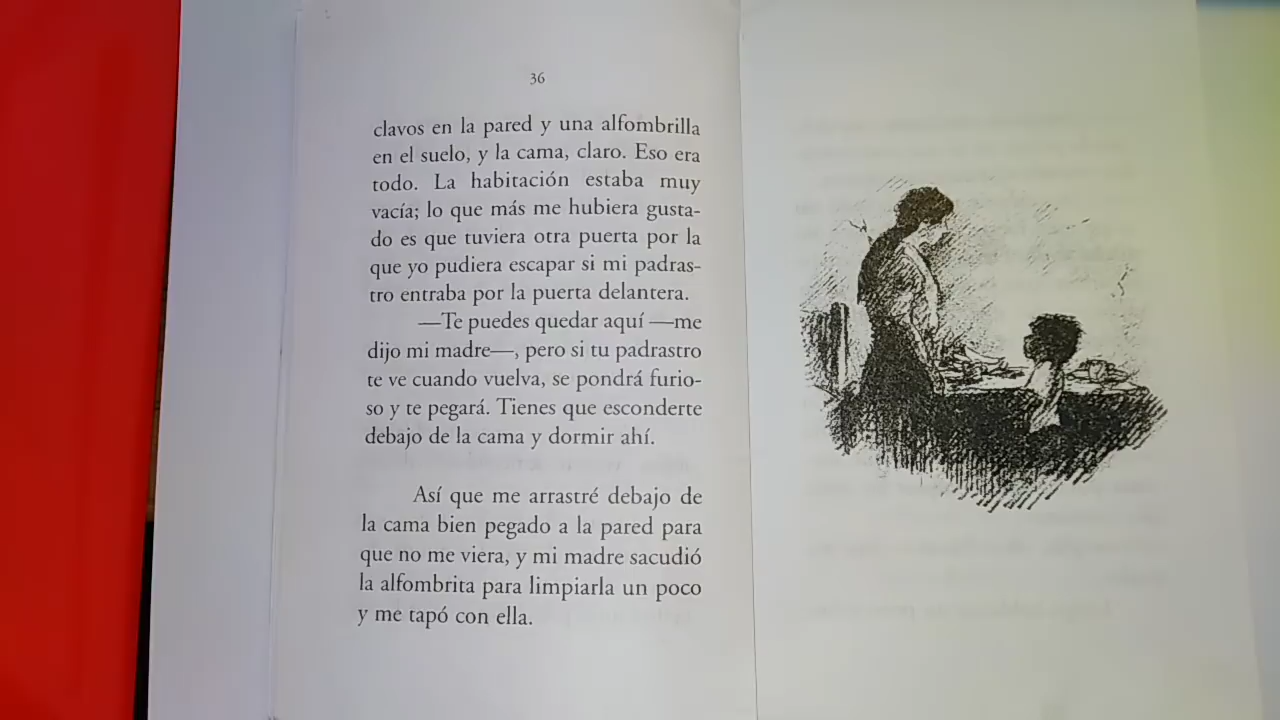 36
clavos en la pared y una alfombrilla
en el suelo, y la cama, claro. Eso era
todo. La habitación estaba muy
vacía; lo que más me hubiera gusta-
do es que tuviera otra puerta por la
que yo pudiera escapar si mi padras-
tro entraba por la puerta delantera.
—Te puedes quedar aquí —me
dijo mi madre—, pero si tu padrastro
te ve cuando vuelva, se pondrá furio-
so y te pegará. Tienes que esconderte
debajo de la cama y dormir ahí.
Así que me arrastré debajo de
la cama bien pegado a la pared para
que no me viera, y mi madre sacudió
la alfombrita para limpiarla un poco
y me tapó con ella.